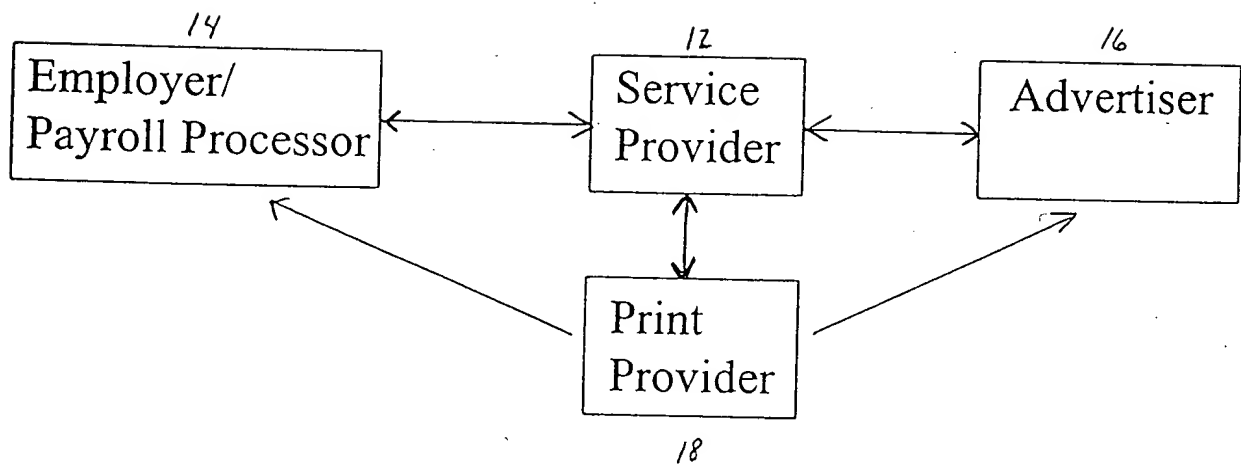 14
Employer/
Payroll Processor
12
Service
Provider
16
Advertiser
Print
Provider
18